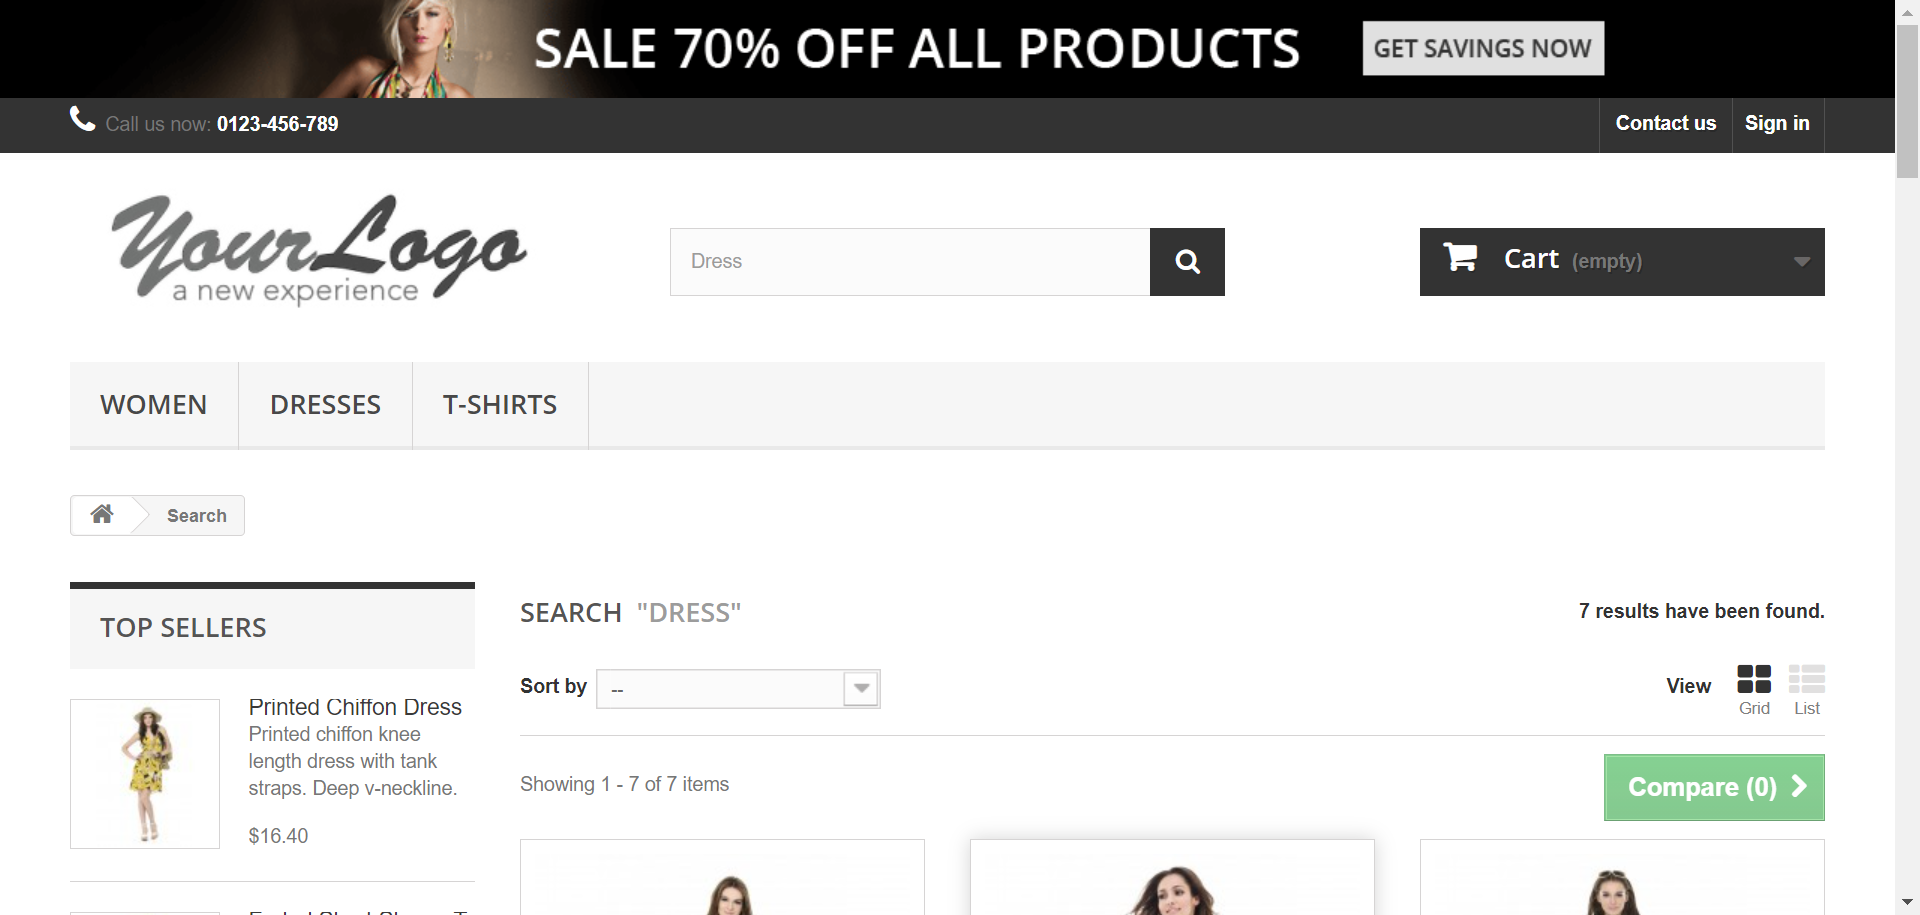 SALE 70% OFF ALL PRODUCTS
GET SAVINGS NOW
Call us now: 0123-456-789
Contact us
Sign in
Your Logo
a new experience
Dress
Cart (empty)
WOMEN
DRESSES
T-SHIRTS
Search
TOP SELLERS
Printed Chiffon Dress
Printed chiffon knee
length dress with tank
straps. Deep v-neckline.
$16.40
SEARCH "DRESS"
7 results have been found.
Sort by --
View
Grid
List
Showing 1 - 7 of 7 items
Compare (0)